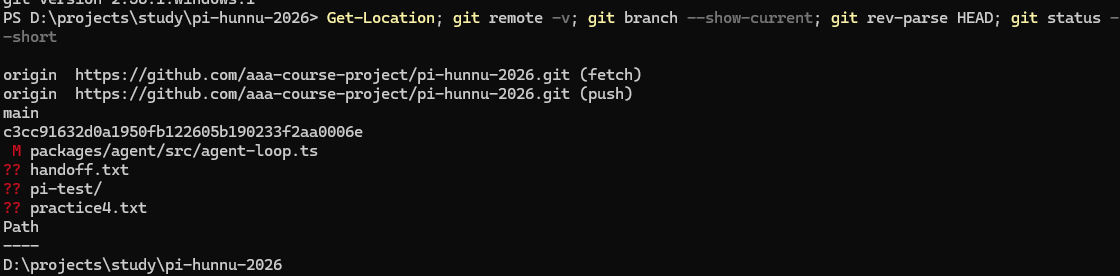 git version 2.50.1.windows.1
PS D:\projects\study\pi-hunnu-2026> Get-Location; git remote -v; git branch --show-current; git rev-parse HEAD; git status -
-short
origin  https://github.com/aaa-course-project/pi-hunnu-2026.git (fetch)
origin  https://github.com/aaa-course-project/pi-hunnu-2026.git (push)
main
c3cc91632d0a1950fb122605b190233f2aa0006e
 M packages/agent/src/agent-loop.ts
?? handoff.txt
?? pi-test/
?? practice4.txt
Path
----
D:\projects\study\pi-hunnu-2026